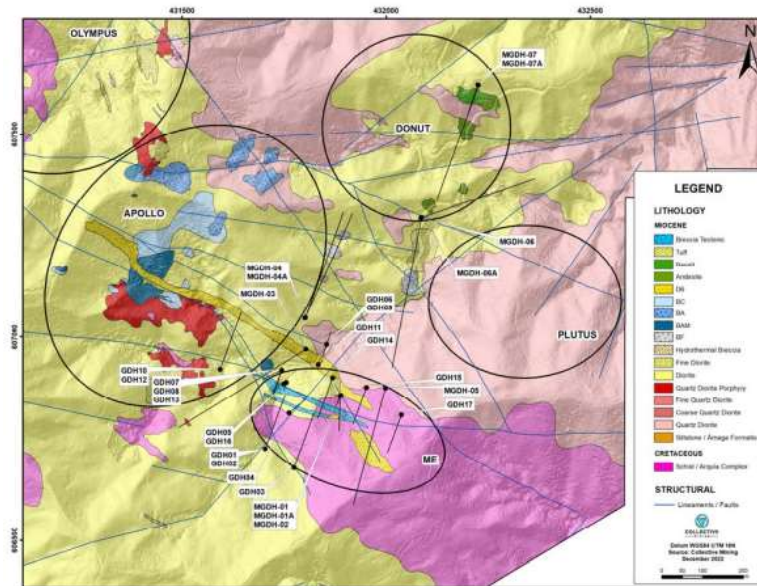 431500
432000
432500
OLYMPUS
N
MGDH-07
MGDH-07A
DONUT
APOLLO
MGDH-06
MGDH-04
MGDH-04A
MGDH-06A
MGDH-03
GDH06
GDH11
GDH14
PLUTUS
GDH10
GDH12
GDH07
GDH08
GDH13
GDH15
MGDH-05
GDH17
GDH05
GDH16
GDH01
GDH02
GDH04
GDH03
ME
MGDH-01
MGDH-01A
MGDH-02
LEGEND
LITHOLOGY
MIOCENE
Breccia Tectonic
Tuff
Basalt
Andesite
DB
BC
BA
BAM
BF
Hydrothermal Breccia
Fine Diorite
Diorite
Quartz Diorite Porphyry
Fine Quartz Diorite
Coarse Quartz Diorite
Quartz Diorite
CRETACEOUS
STRUCTURAL
Lineaments / Faults
COLLECTIVE
Datum WGS84 UTM 18N
Source: Collective Mining
December 2022
0